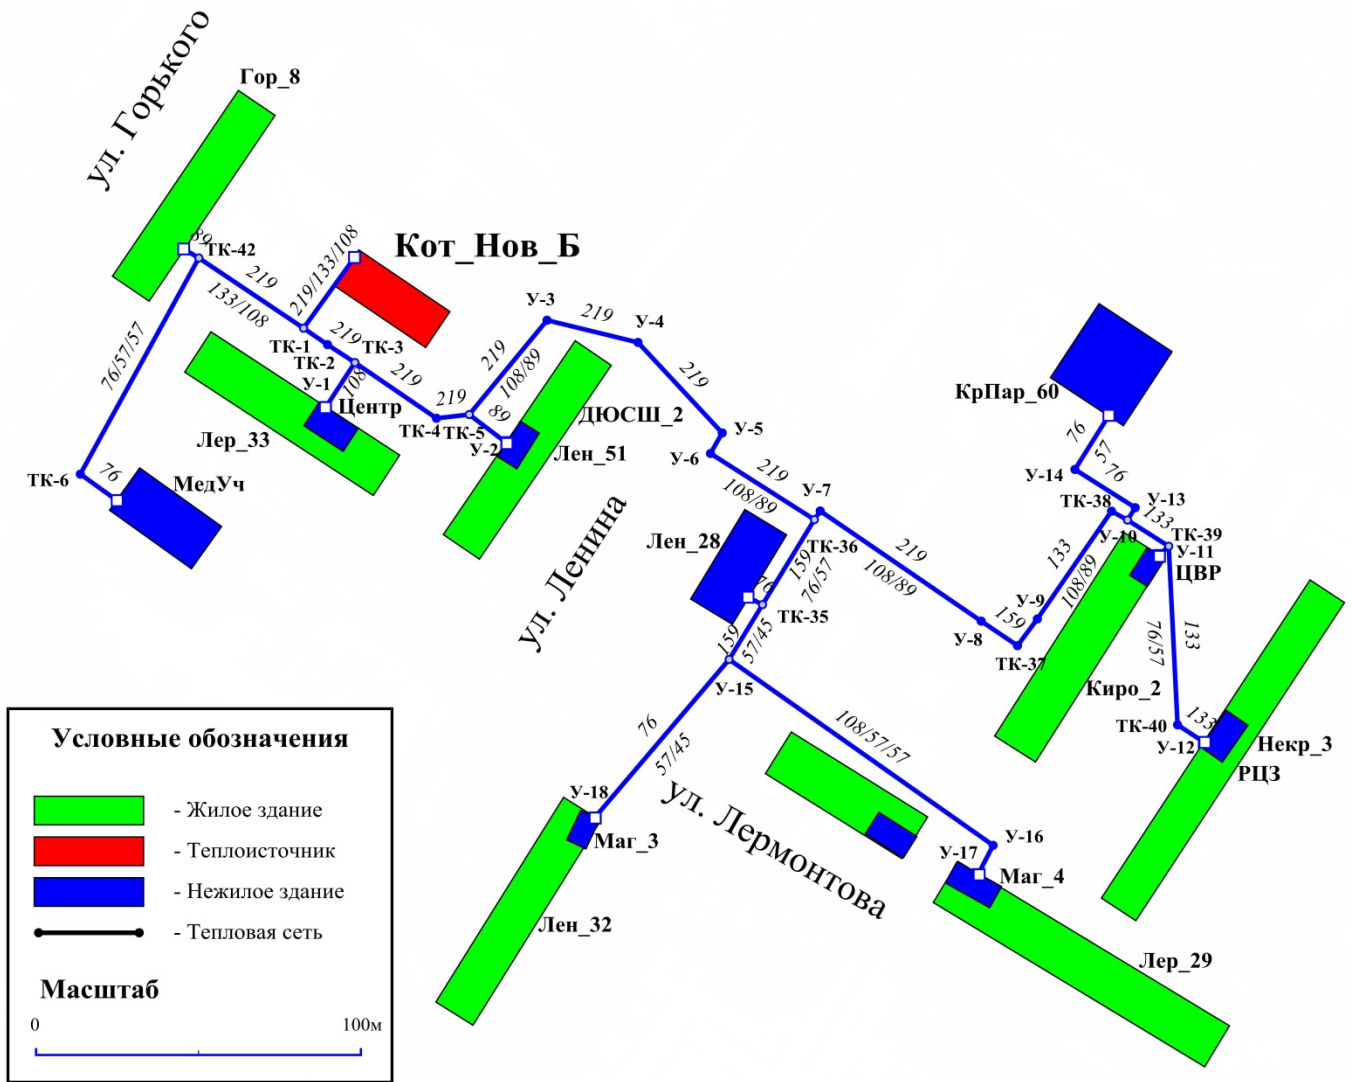 ул. Горького
Гор_8
89
ТК-42
219
133/108
219/133/108
Кот_Нов_Б
76/57/57
ТК-1
219
ТК-2
ТК-3
У-1
108
Центр
Лер_33
219
ТК-4
219
ТК-5
У-3
219
108/89
219
У-4
219
89
У-2
ДЮСШ_2
Лен_51
У-5
У-6
219
108/89
У-7
ТК-36
ТК-6
76
МедУч
ул. Ленина
Лен_28
76
159
76/57
ТК-35
159
57/45
У-15
219
108/89
У-8
159
ТК-37
У-9
133
108/89
КрПар_60
76
57
У-14
76
ТК-38
У-13
У-10
133
ТК-39
У-11
ЦВР
Киро_2
133
76/57
ТК-40
133
У-12
Некр_3
РЦЗ
76
57/45
У-18
Маг_3
Лен_32
108/57/57
ул. Лермонтова
У-16
У-17
Маг_4
Лер_29
Условные обозначения
- Жилое здание
- Теплоисточник
- Нежилое здание
- Тепловая сеть
Масштаб
0
100м